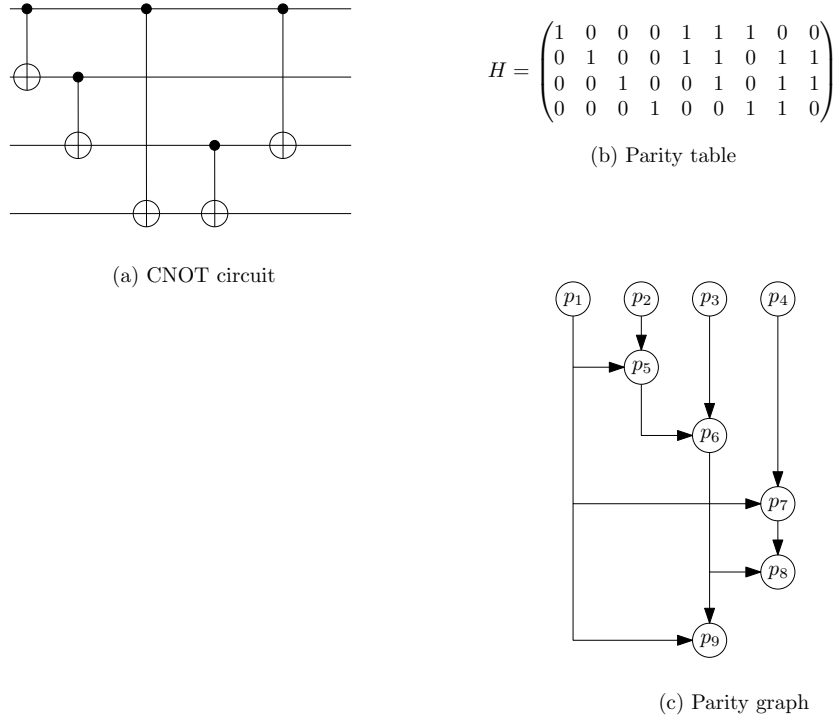 (a) CNOT circuit
H =
1 0 0 0 1 1 1 0 0
0 1 0 0 1 1 0 1 1
0 0 1 0 0 1 0 1 1
0 0 0 1 0 0 1 1 0
(b) Parity table
p₁ p₂ p₃ p₄
p₅
p₆
p₇
p₈
p₉
(c) Parity graph